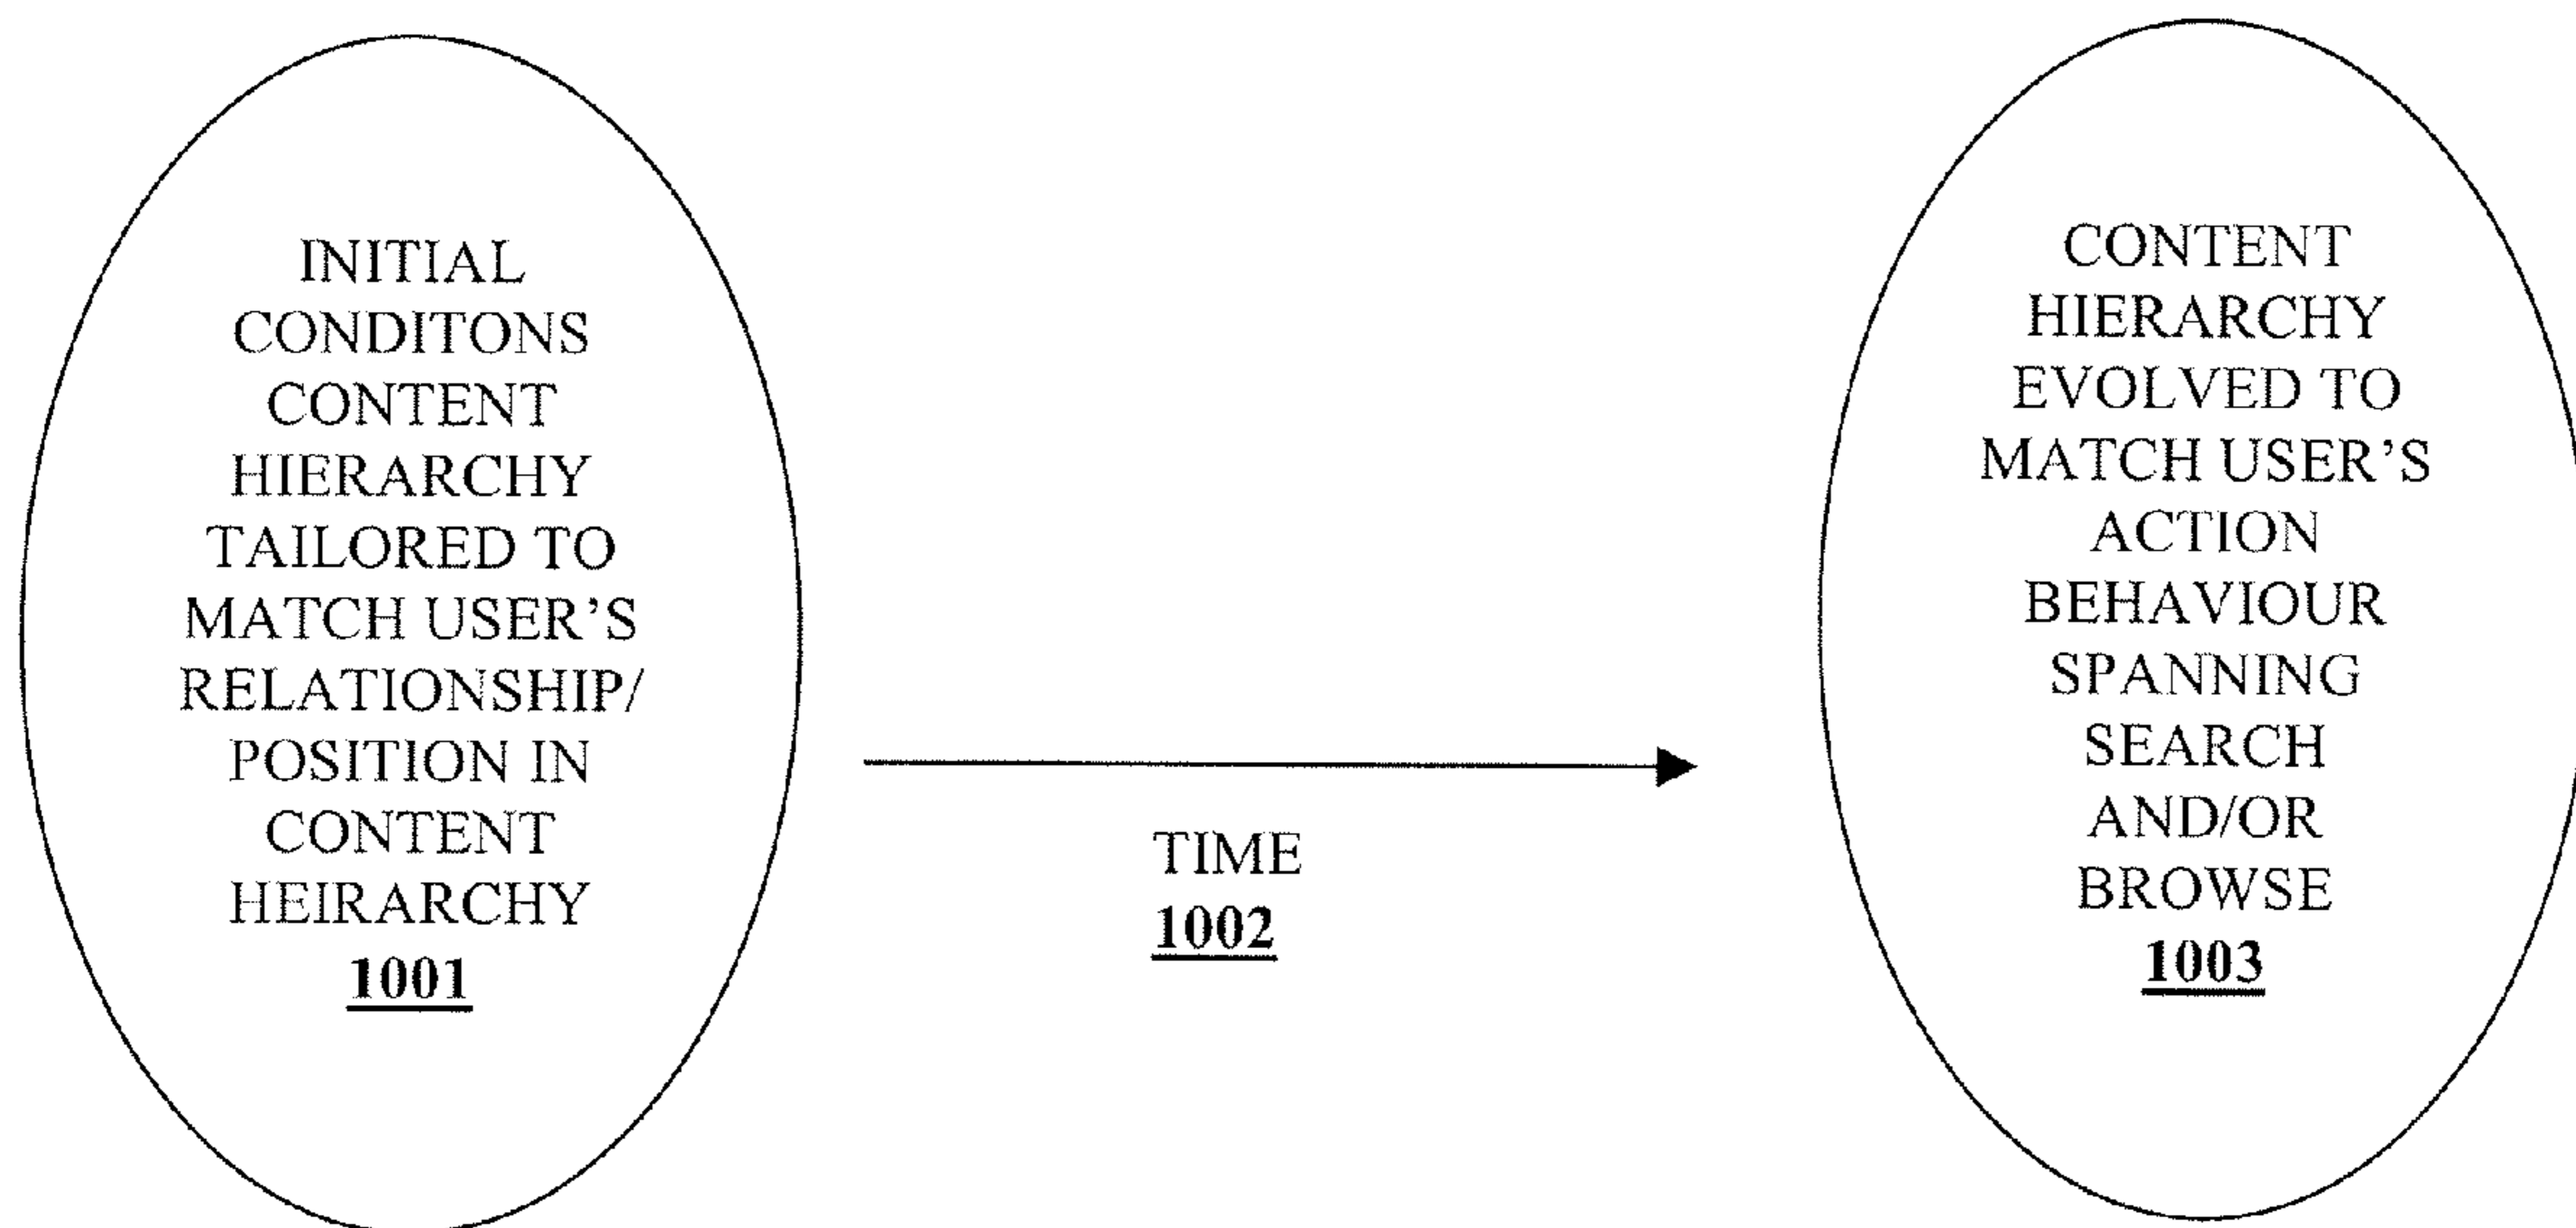 INITIAL
CONDITONS
CONTENT
HIERARCHY
TAILORED TO
MATCH USER'S
RELATIONSHIP/
POSITION IN
CONTENT
HEIRARCHY
1001
TIME
1002
CONTENT
HIERARCHY
EVOLVED TO
MATCH USER'S
ACTION
BEHAVIOUR
SPANNING
SEARCH
AND/OR
BROWSE
1003